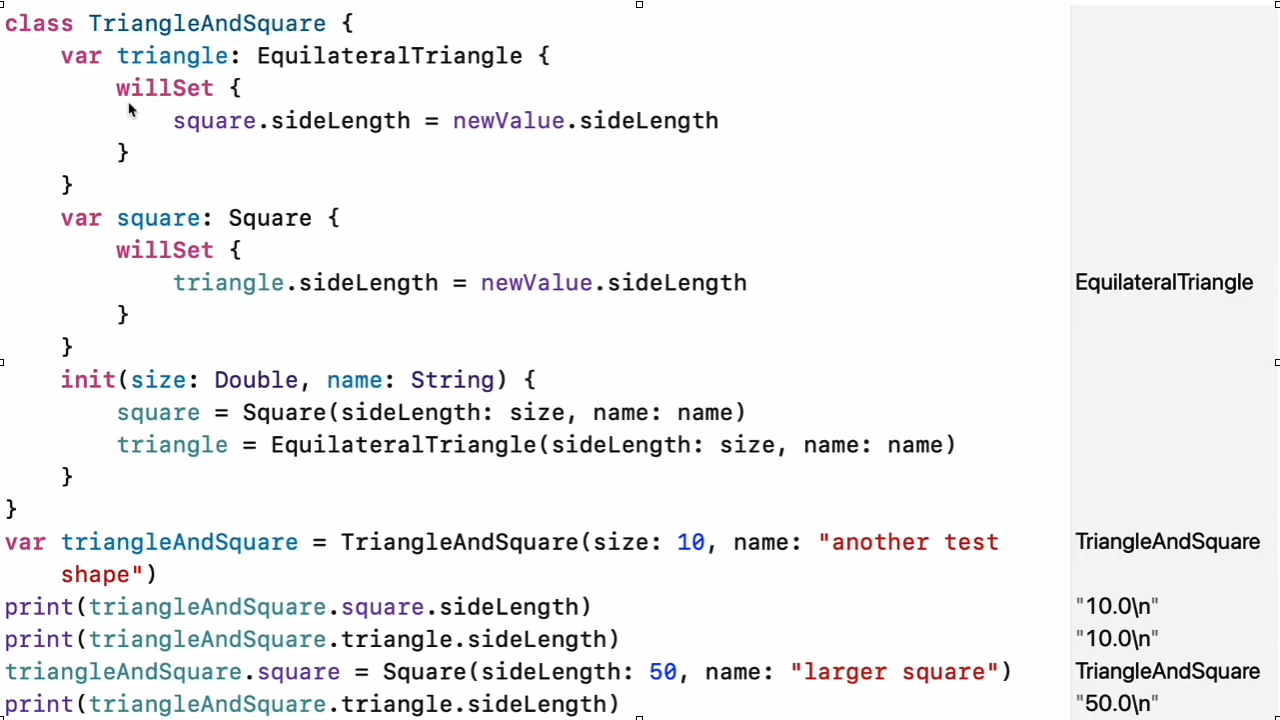 class TriangleAndSquare {
    var triangle: EquilateralTriangle {
        willSet {
            square.sideLength = newValue.sideLength
        }
    }
    var square: Square {
        willSet {
            triangle.sideLength = newValue.sideLength
EquilateralTriangle
        }
    }
    init(size: Double, name: String) {
        square = Square(sideLength: size, name: name)
        triangle = EquilateralTriangle(sideLength: size, name: name)
    }
}
var triangleAndSquare = TriangleAndSquare(size: 10, name: "another test
TriangleAndSquare
    shape")
print(triangleAndSquare.square.sideLength)
"10.0\n"
print(triangleAndSquare.triangle.sideLength)
"10.0\n"
triangleAndSquare.square = Square(sideLength: 50, name: "larger square")
TriangleAndSquare
print(triangleAndSquare.triangle.sideLength)
"50.0\n"